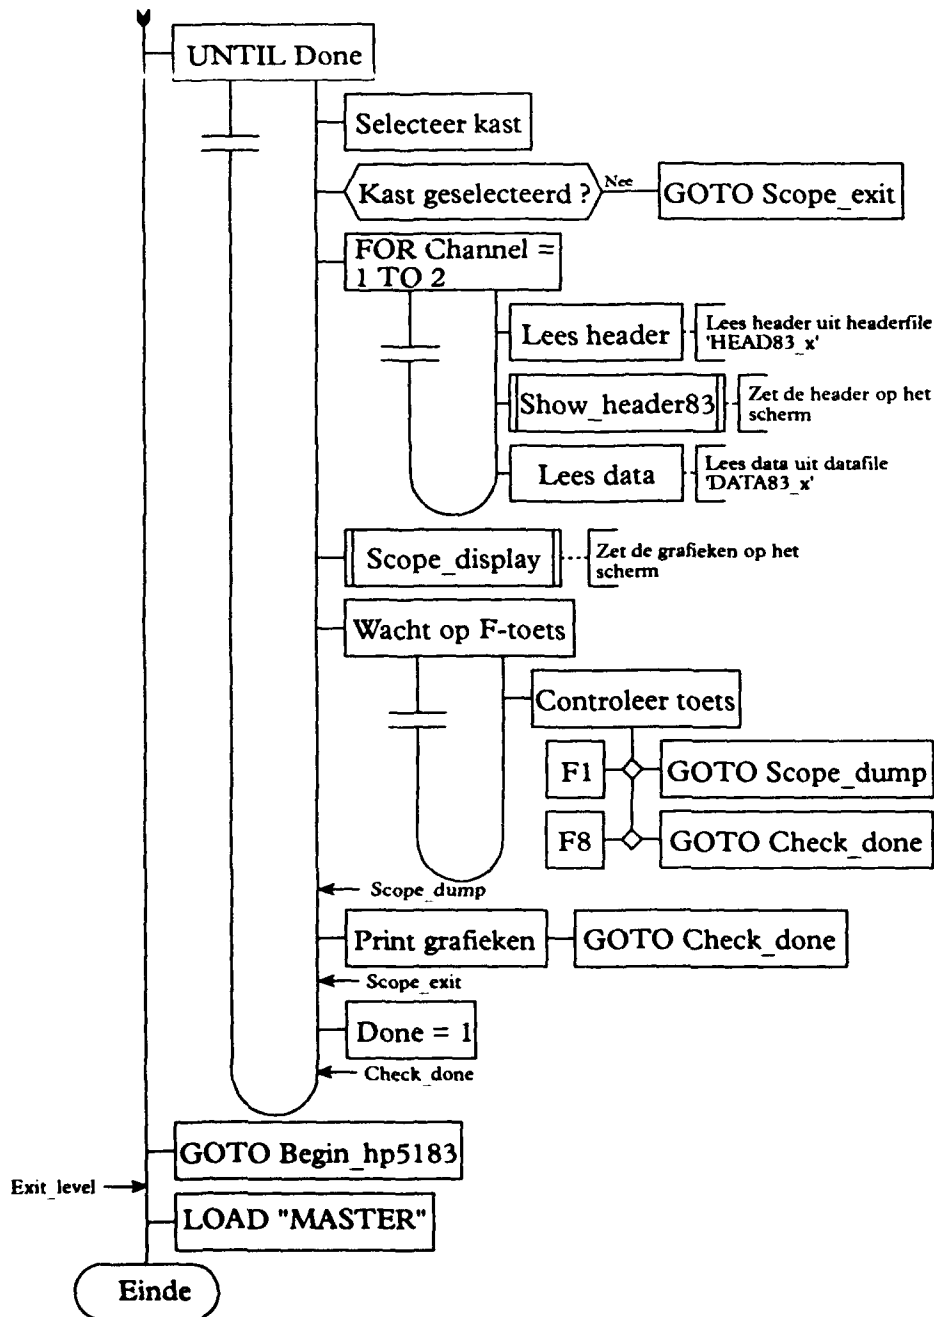 UNTIL Done
Selecteer kast
Kast geselecteerd ?
Nee
GOTO Scope_exit
FOR Channel =
1 TO 2
Lees header
Lees header uit headerfile
'HEAD83_x'
Show_header83
Zet de header op het
scherm
Lees data
Lees data uit datafile
'DATA83_x'
Scope_display
Zet de grafieken op het
scherm
Wacht op F-toets
Controleer toets
F1
GOTO Scope_dump
F8
GOTO Check_done
Scope_dump
Print grafieken
GOTO Check_done
Scope_exit
Done = 1
Check_done
GOTO Begin_hp5183
Exit_level
LOAD "MASTER"
Einde